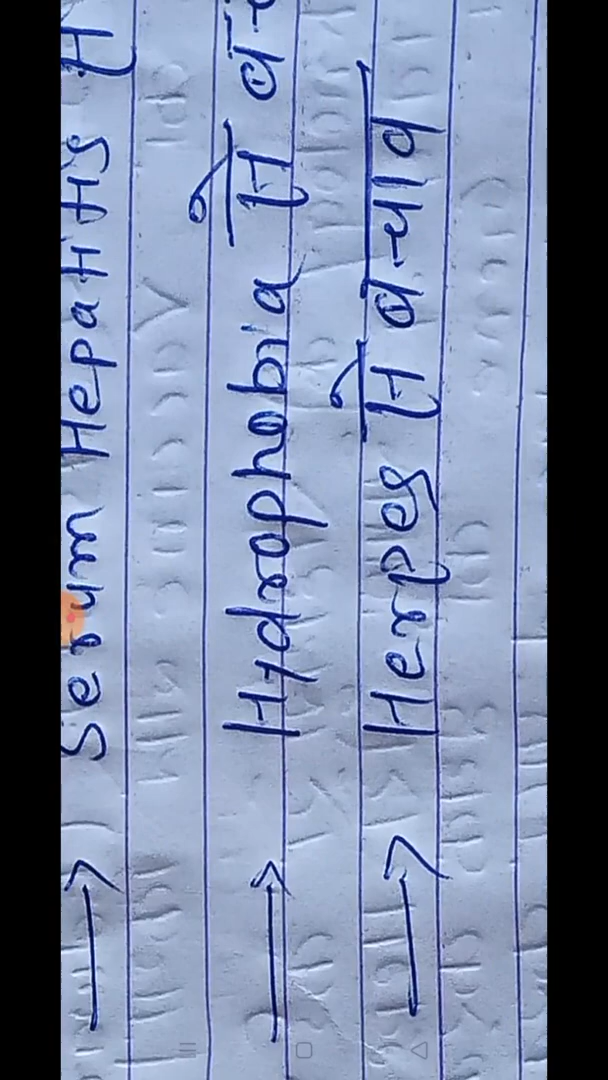 → Serum Hepatitis
→ Hydrophobia से
→ Herpes से बचाव